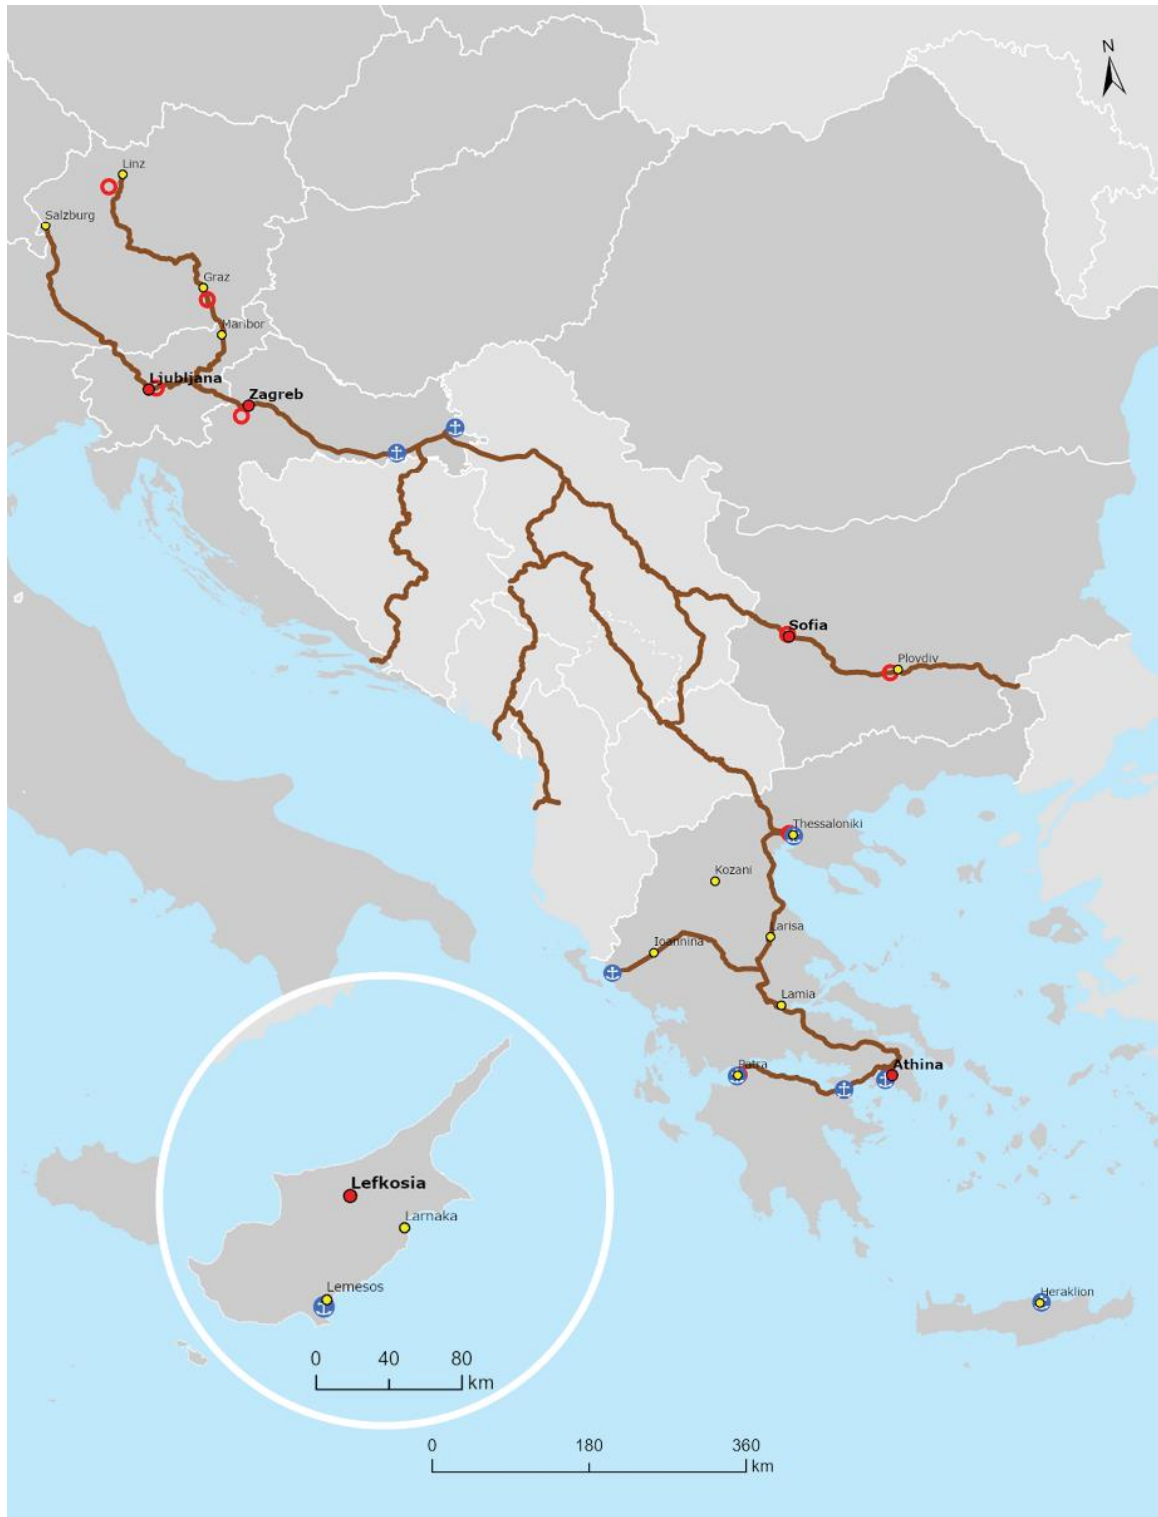 N
Linz
Salzburg
Graz
Maribor
Ljubljana
Zagreb
Sofia
Plovdiv
Thessaloniki
Kozani
Larisa
Ioannina
Lamia
Patra
Athina
Lefkosia
Larnaka
Lemesos
Heraklion
0 40 80
km
0 180 360
km